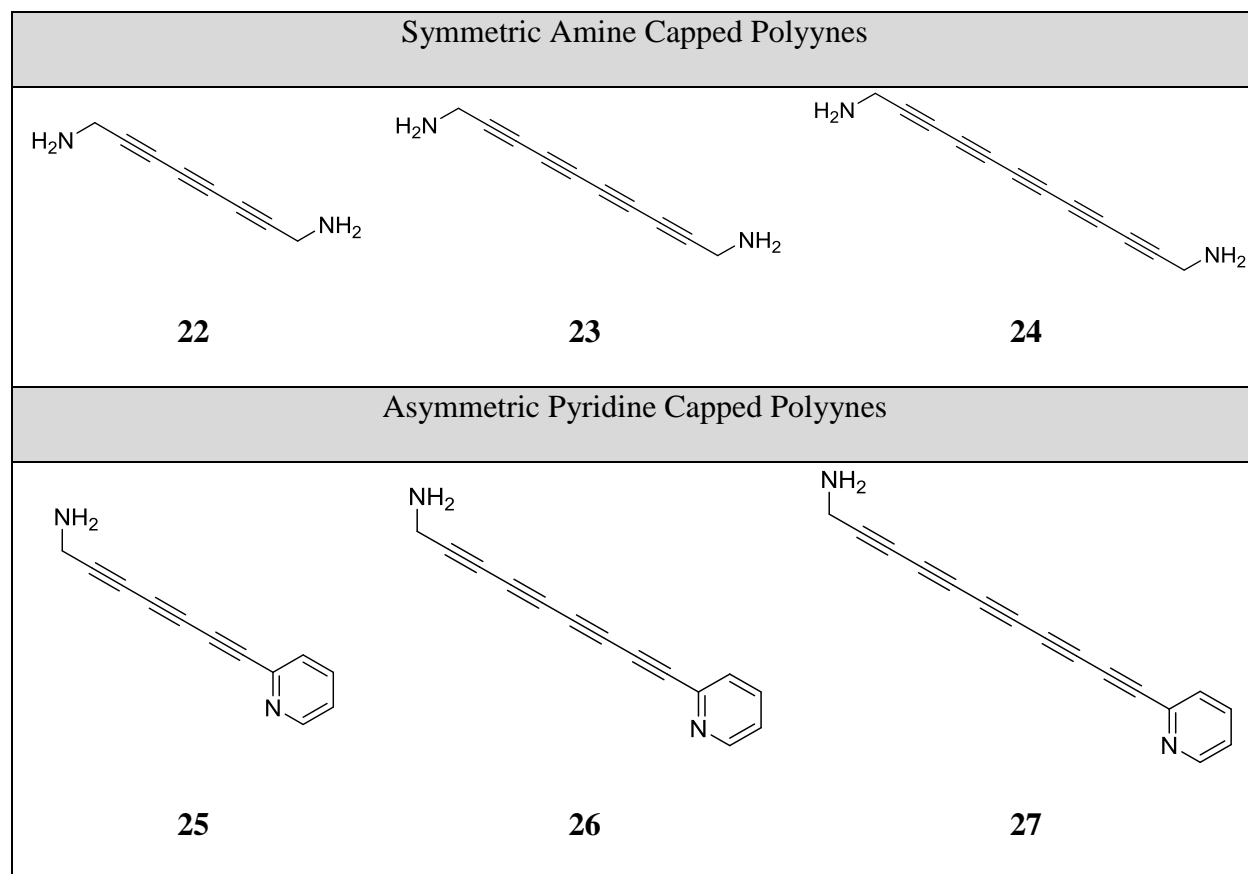 Symmetric Amine Capped Polyynes
H₂N
NH₂
22
H₂N
NH₂
23
H₂N
NH₂
24
Asymmetric Pyridine Capped Polyynes
NH₂
N
25
NH₂
N
26
NH₂
N
27